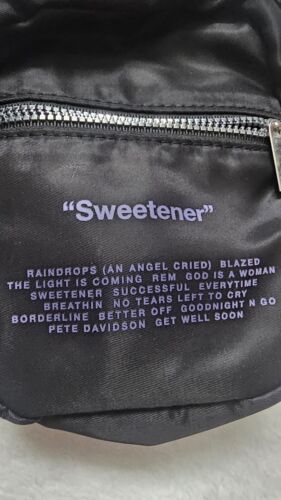 “Sweetener”
RAINDROPS (AN ANGEL CRIED) BLAZED
THE LIGHT IS COMING REM GOD IS A WOMAN
SWEETENER SUCCESSFUL EVERYTIME
BREATHIN NO TEARS LEFT TO CRY
BORDERLINE BETTER OFF GOODNIGHT N GO
PETE DAVIDSON GET WELL SOON